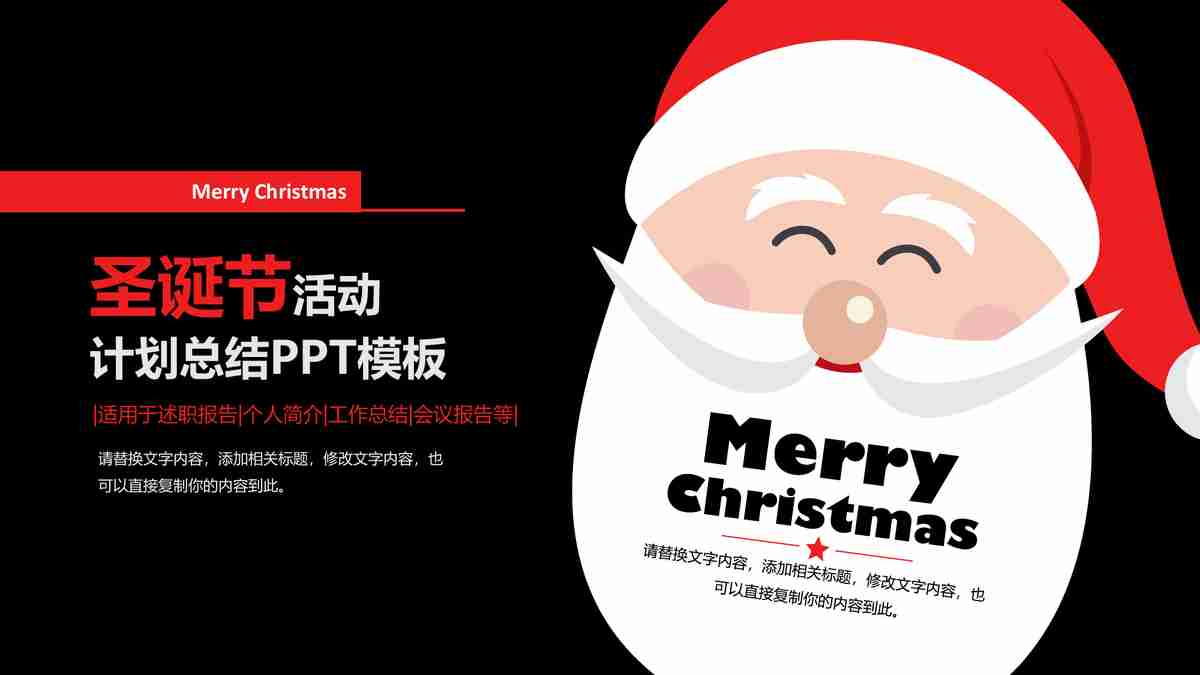 Merry Christmas
圣诞节活动
计划总结PPT模板
|适用于述职报告|个人简介|工作总结|会议报告等|
请替换文字内容，添加相关标题，修改文字内容，也
可以直接复制你的内容到此。
Merry
Christmas
请替换文字内容，添加相关标题，修改文字内容，也
可以直接复制你的内容到此。